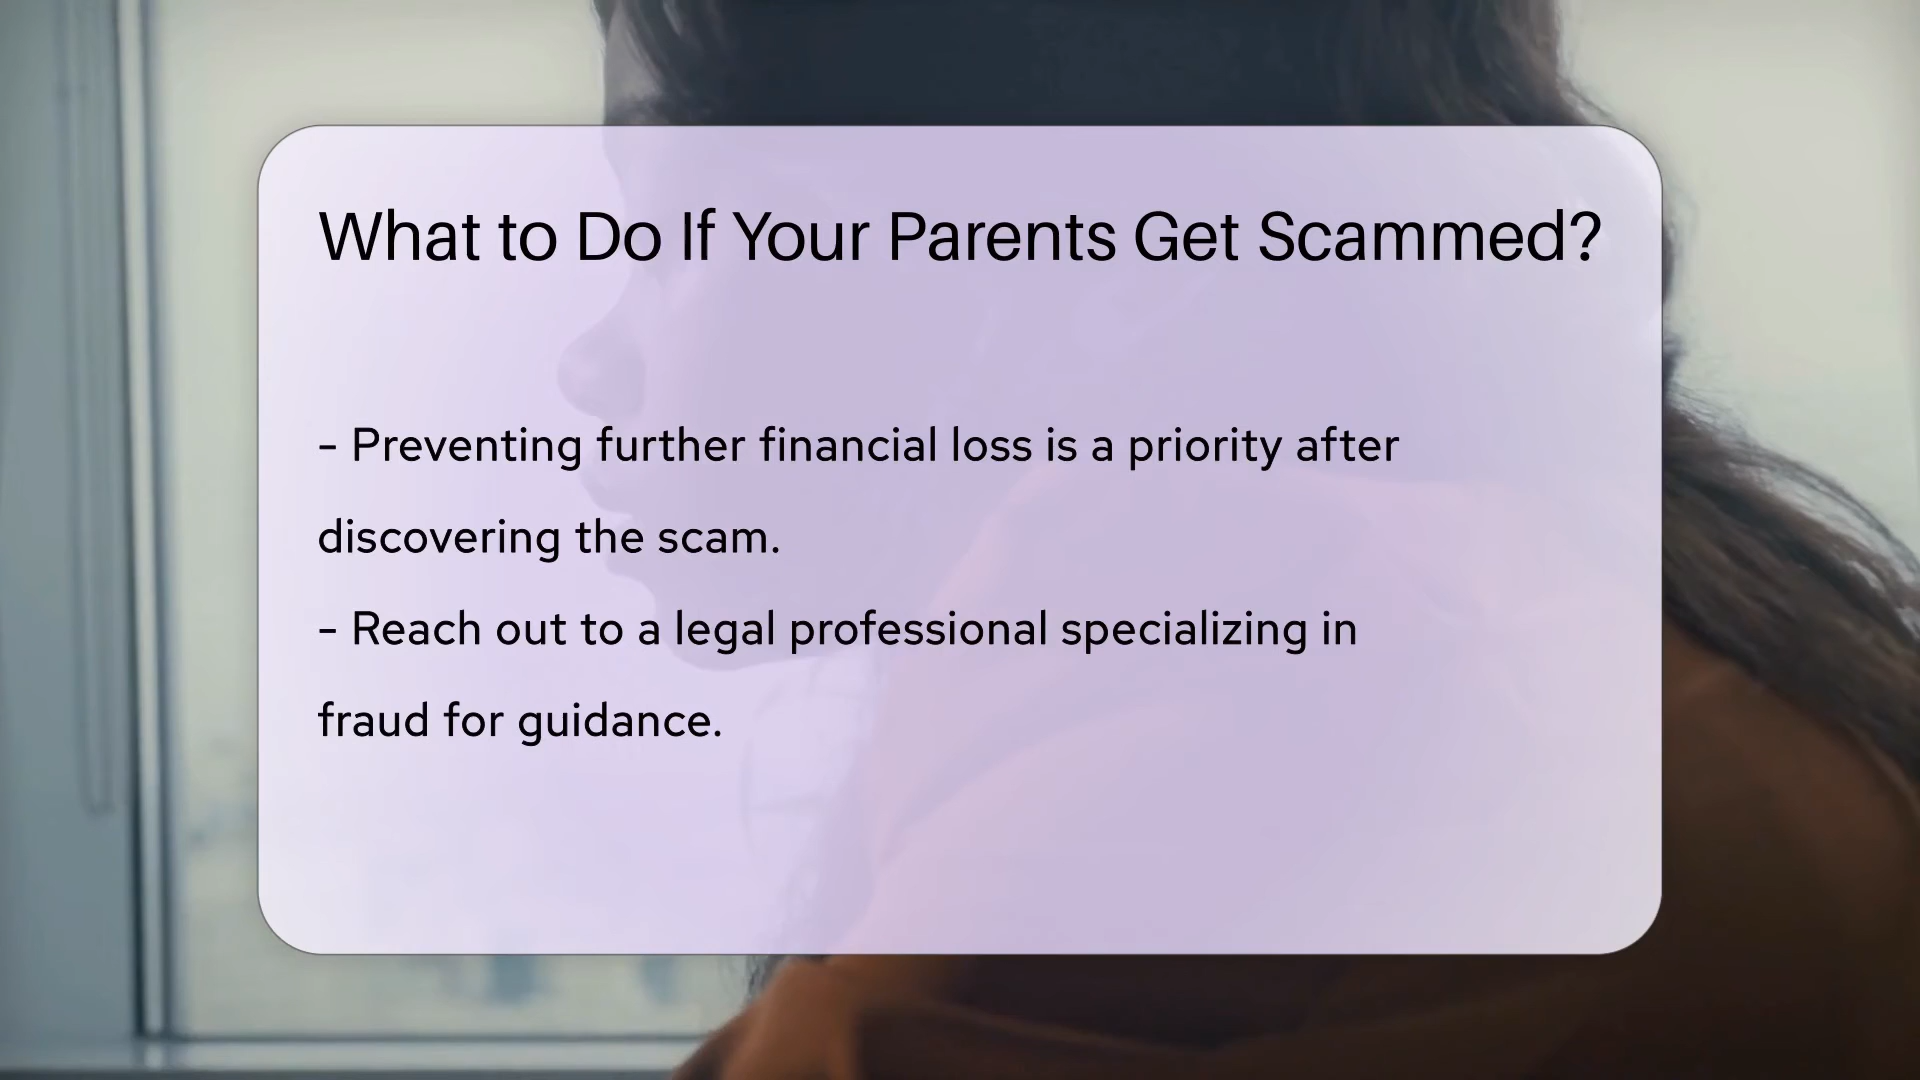 What to Do If Your Parents Get Scammed?
- Preventing further financial loss is a priority after
discovering the scam.
- Reach out to a legal professional specializing in
fraud for guidance.